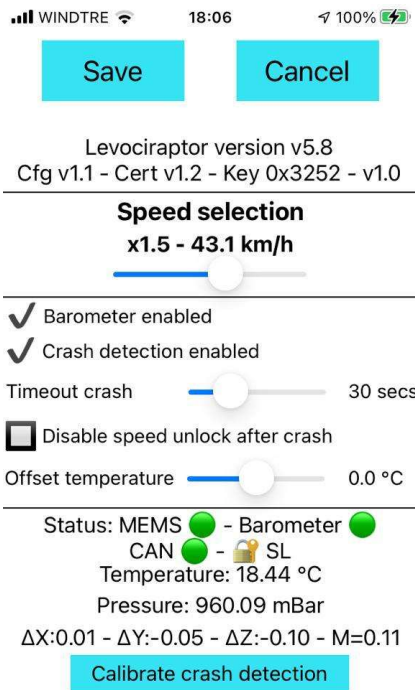 WINDTRE 18:06 100%
Save Cancel
Levociraptor version v5.8
Cfg v1.1 - Cert v1.2 - Key 0x3252 - v1.0
Speed selection
x1.5 - 43.1 km/h
Barometer enabled
Crash detection enabled
Timeout crash 30 secs
Disable speed unlock after crash
Offset temperature 0.0 °C
Status: MEMS - Barometer
CAN - SL
Temperature: 18.44 °C
Pressure: 960.09 mBar
ΔX:0.01 - ΔY:-0.05 - ΔZ:-0.10 - M=0.11
Calibrate crash detection